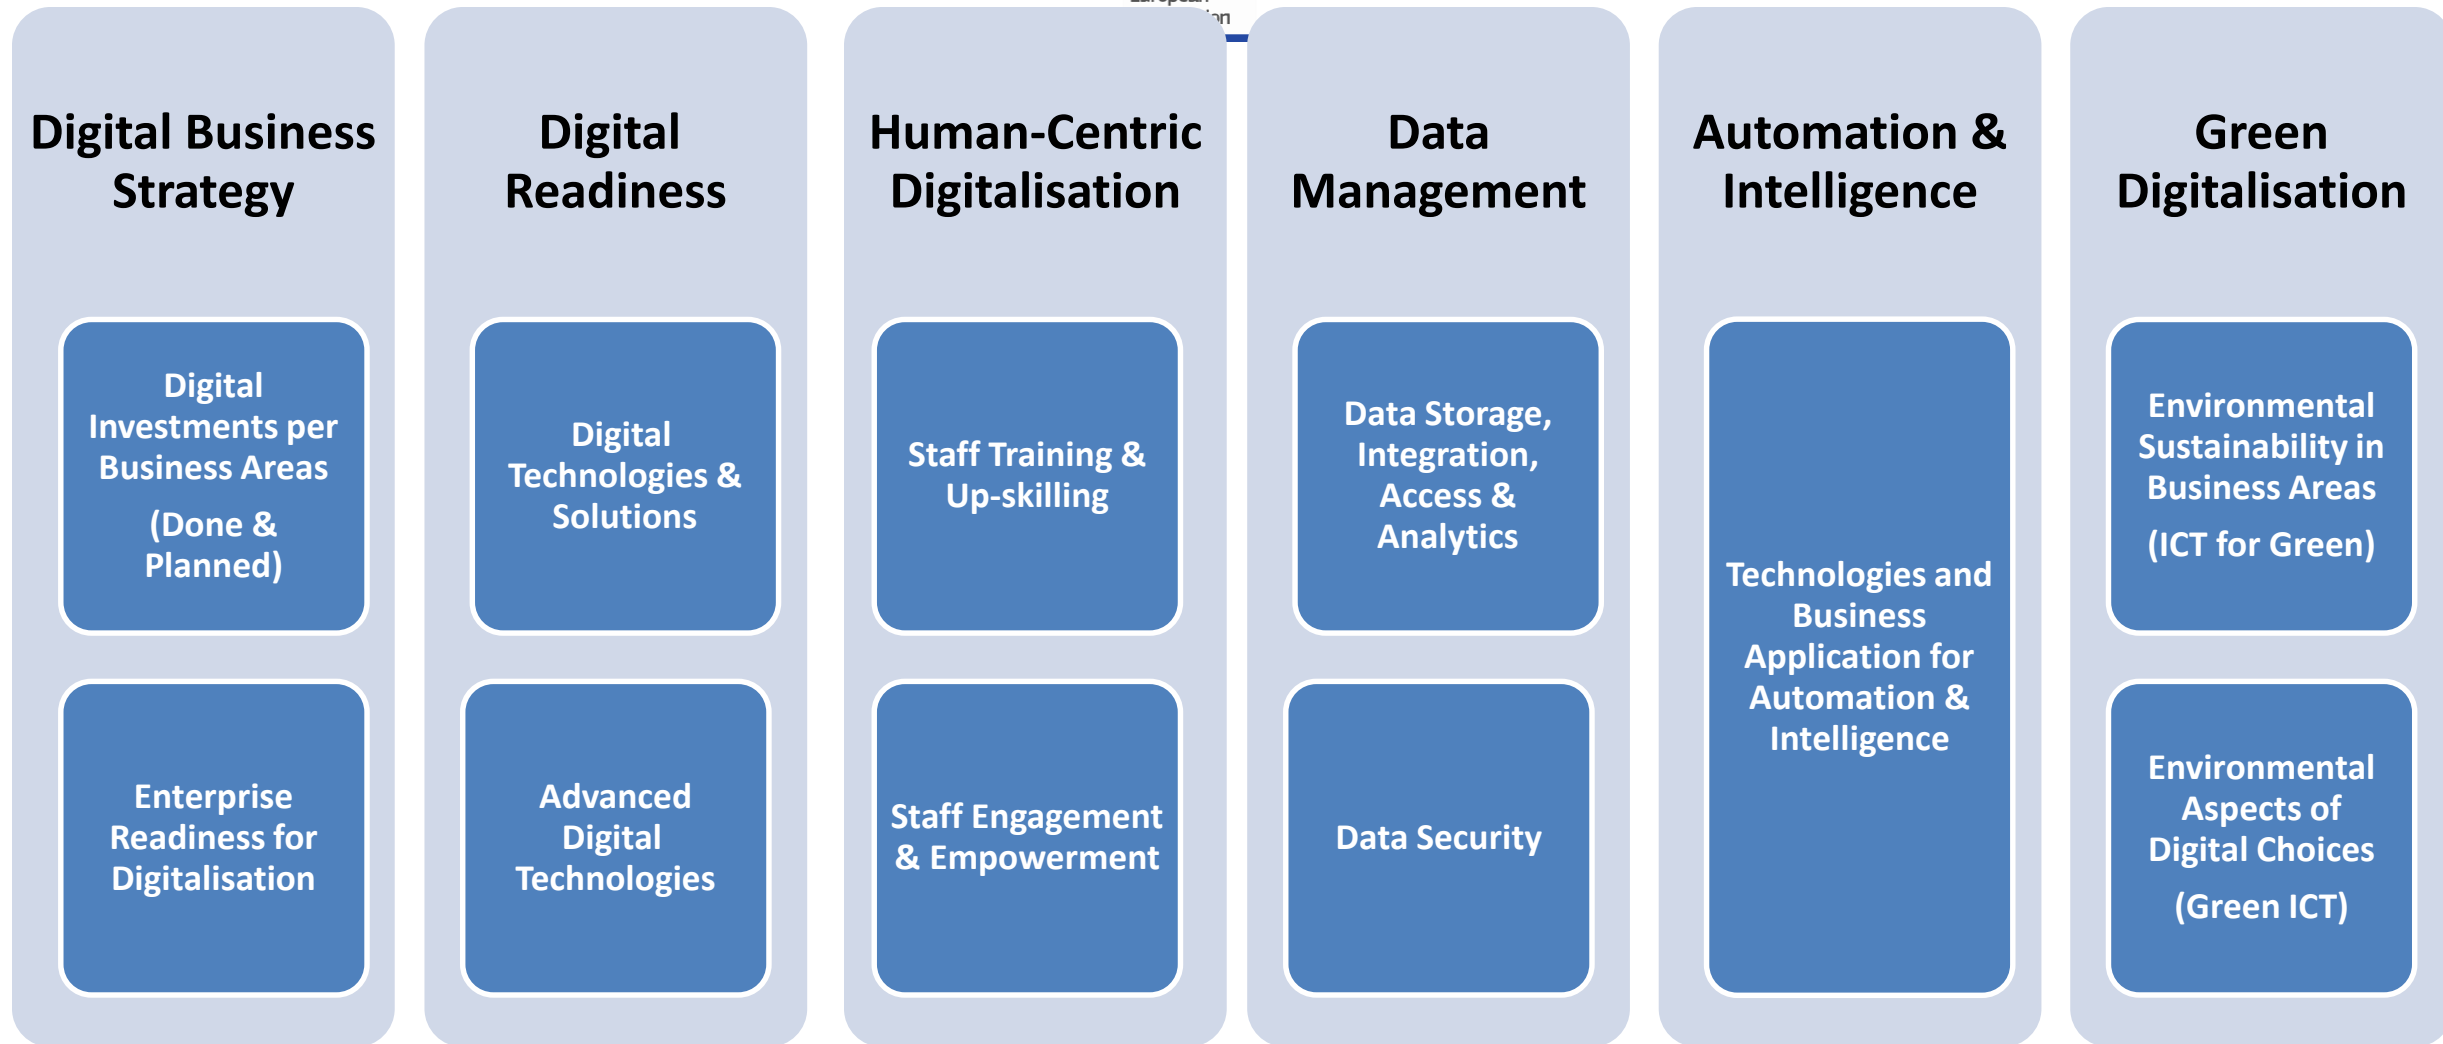 European
Digital Business
Strategy
Digital
Investments per
Business Areas
(Done &
Planned)
Enterprise
Readiness for
Digitalisation
Digital
Readiness
Digital
Technologies &
Solutions
Advanced
Digital
Technologies
Human-Centric
Digitalisation
Staff Training &
Up-skilling
Staff Engagement
& Empowerment
Data
Management
Data Storage,
Integration,
Access &
Analytics
Data Security
Automation &
Intelligence
Technologies and
Business
Application for
Automation &
Intelligence
Green
Digitalisation
Environmental
Sustainability in
Business Areas
(ICT for Green)
Environmental
Aspects of
Digital Choices
(Green ICT)